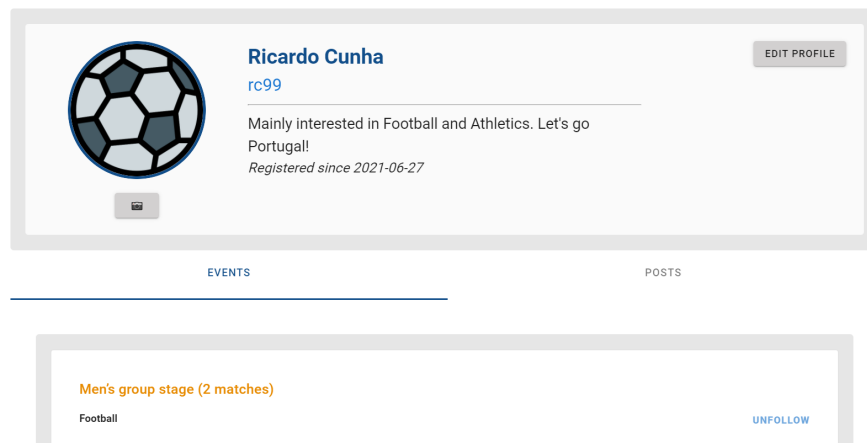 Ricardo Cunha
EDIT PROFILE
rc99
Mainly interested in Football and Athletics. Let's go
Portugal!
Registered since 2021-06-27
EVENTS
POSTS
Men's group stage (2 matches)
Football
UNFOLLOW